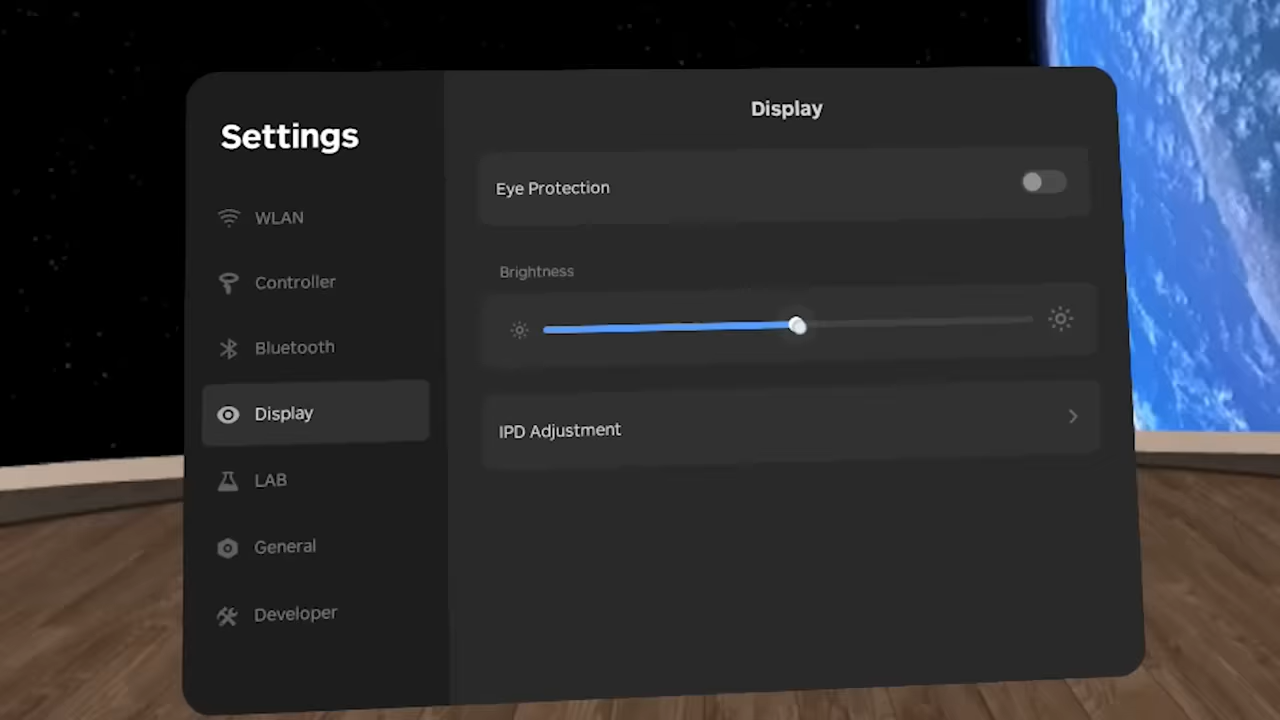 Settings
WLAN
Controller
Bluetooth
Display
LAB
General
Developer
Display
Eye Protection
Brightness
IPD Adjustment